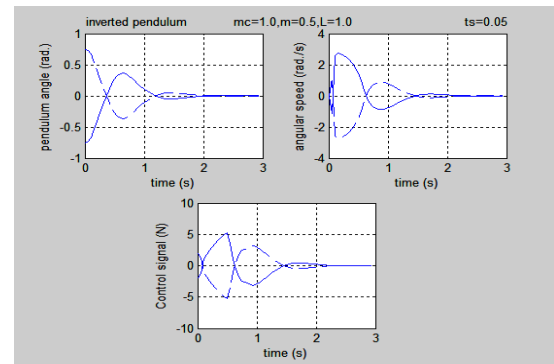 inverted pendulum mc=1.0,m=0.5,L=1.0 ts=0.05
pendulum angle (rad.)
1
0.5
0
-0.5
-1
0 1 2 3
time (s)
angular speed (rad./s)
4
2
0
-2
-4
0 1 2 3
time (s)
Control signal (N)
10
5
0
-5
-10
0 1 2 3
time (s)